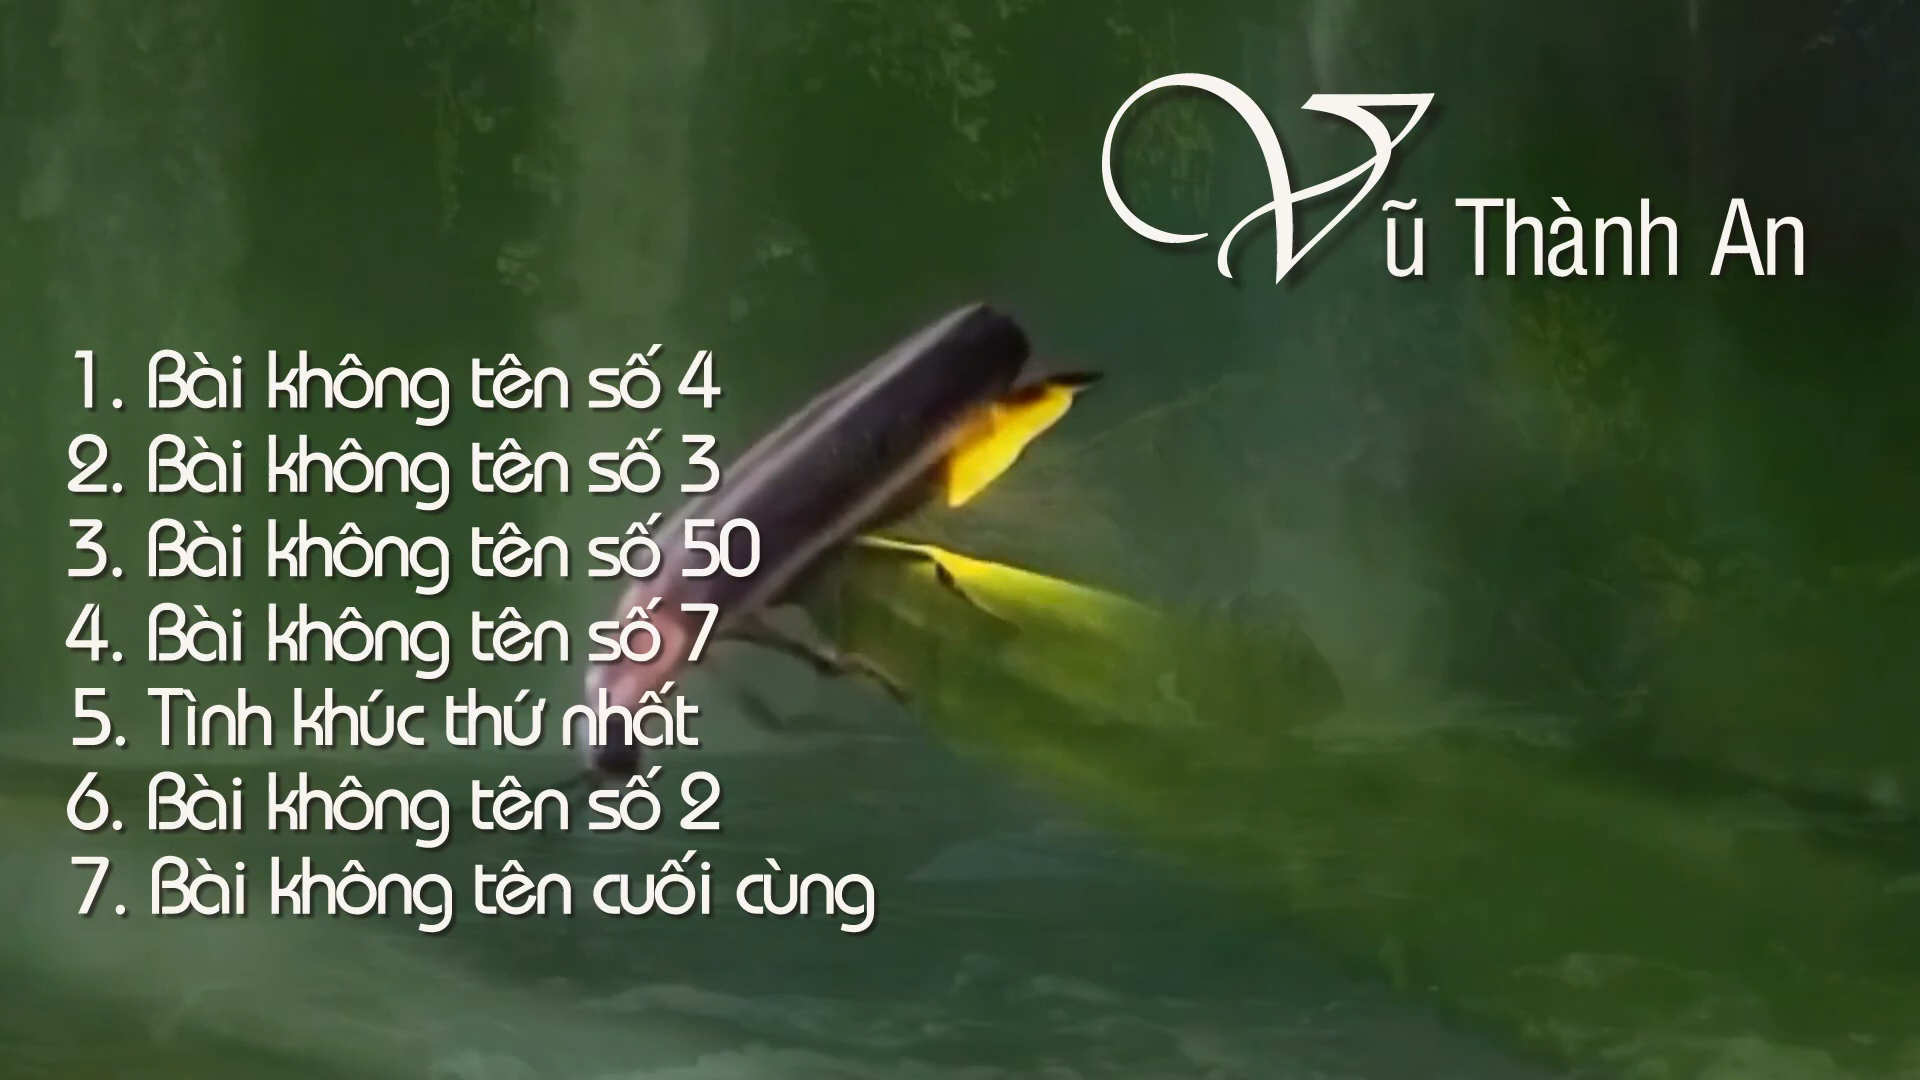 Vũ Thành An
1. Bài không tên số 4
2. Bài không tên số 3
3. Bài không tên số 50
4. Bài không tên số 7
5. Tình khúc thứ nhất
6. Bài không tên số 2
7. Bài không tên cuối cùng